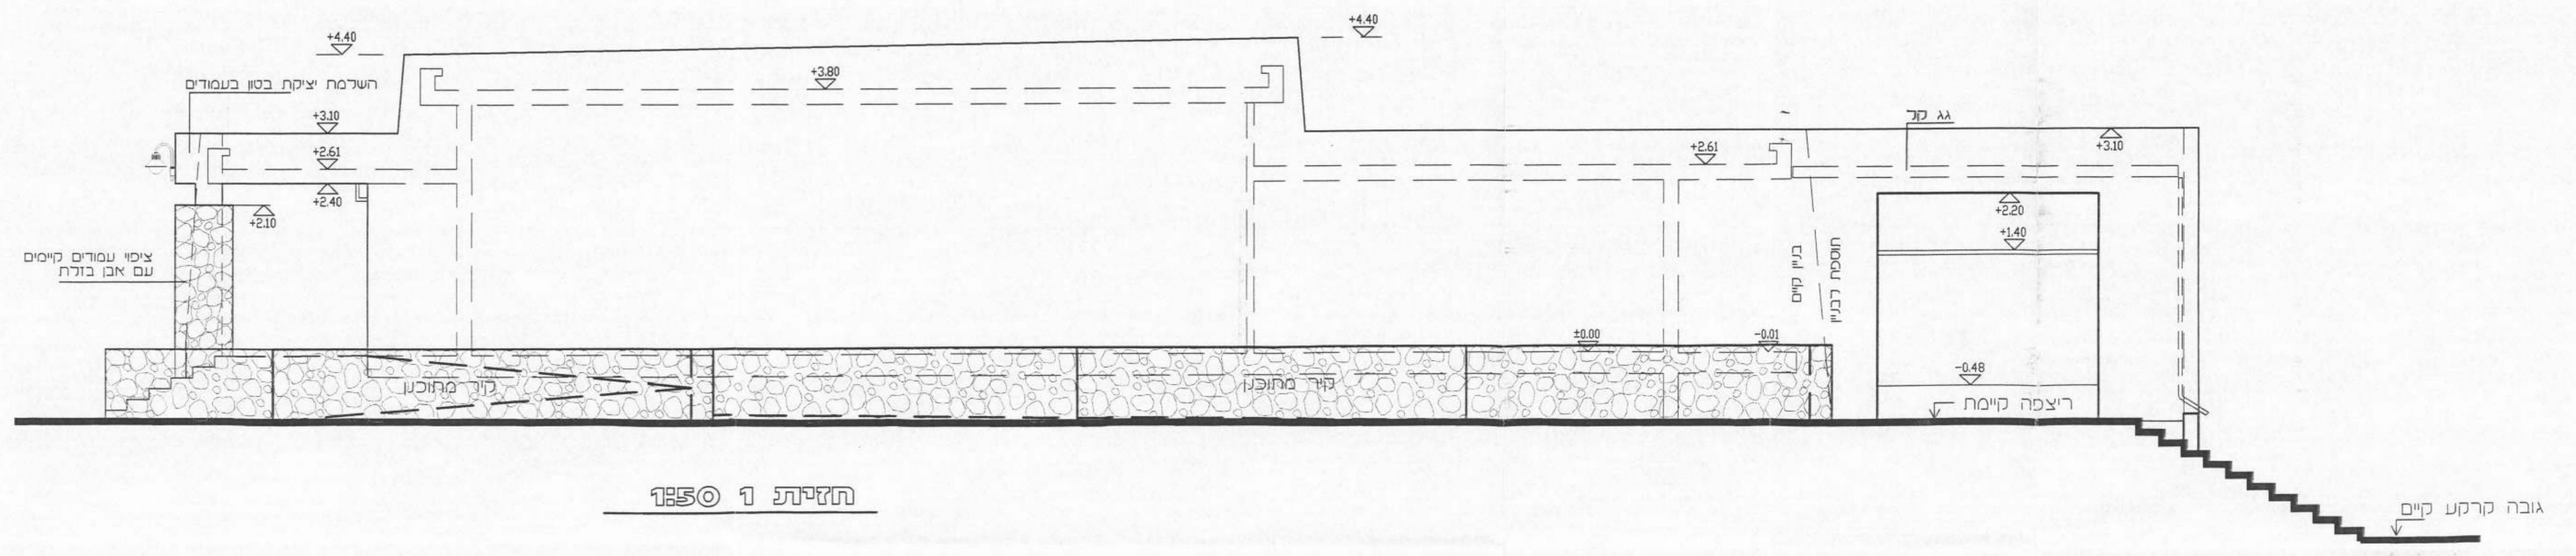 +4.40
+4.40
השלמת יציקת בטון בעמודים
+3.80
+3.10
גג קל
+2.61
+2.61
+3.10
+2.40
+2.10
+2.20
+1.40
ציפוי עמודים קיימים
עם אבן בזלת
בניין קיים
תוספת לבניין
±0.00
-0.01
-0.48
קיר מתוכנן
קיר מתוכנן
ריצפה קיימת
חזית 1 1:50
גובה קרקע קיים